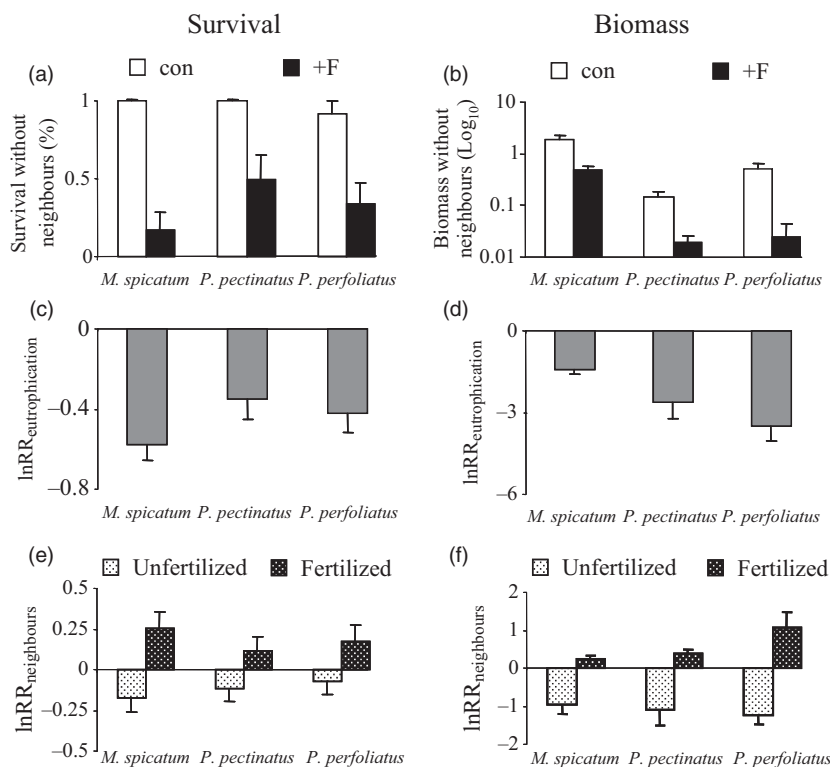 Survival
Biomass
(a)
con
+F
1
0.5
0
Survival without
neighbours (%)
M. spicatum P. pectinatus P. perfoliatus
(b)
con
+F
10
1
0.1
0.01
Biomass without
neighbours (Log10)
M. spicatum P. pectinatus P. perfoliatus
(c)
0
–0.4
–0.8
lnRReutrophication
M. spicatum P. pectinatus P. perfoliatus
(d)
0
–3
–6
lnRReutrophication
M. spicatum P. pectinatus P. perfoliatus
(e)
Unfertilized
Fertilized
0.5
0.25
0
–0.25
–0.5
lnRRneighbours
M. spicatum P. pectinatus P. perfoliatus
(f)
Unfertilized
Fertilized
2
1
0
–1
–2
lnRRneighbours
M. spicatum P. pectinatus P. perfoliatus